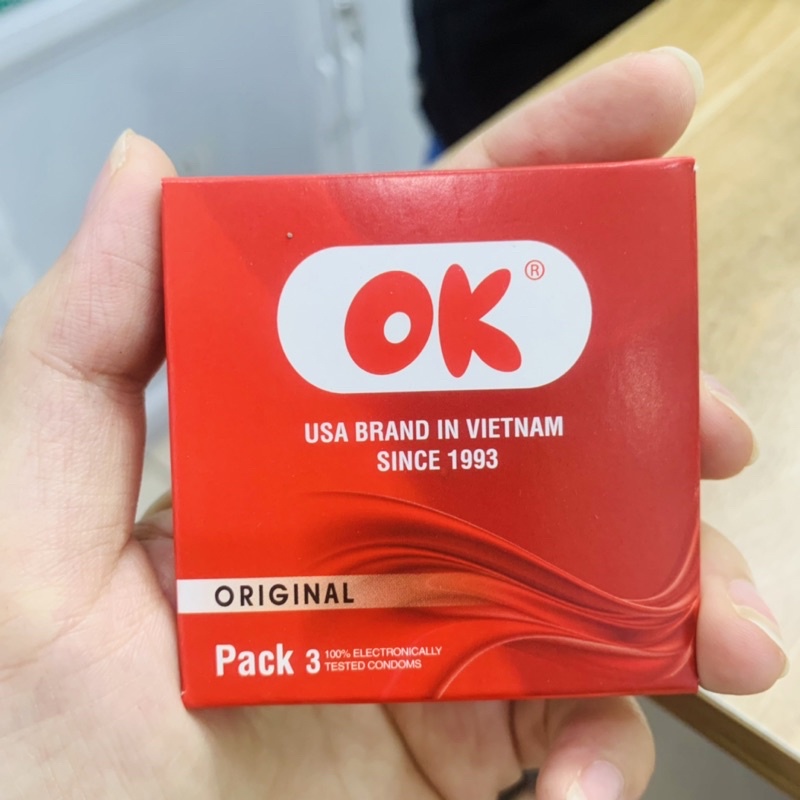 OK®
USA BRAND IN VIETNAM
SINCE 1993
ORIGINAL
Pack 3 100% ELECTRONICALLY
TESTED CONDOMS